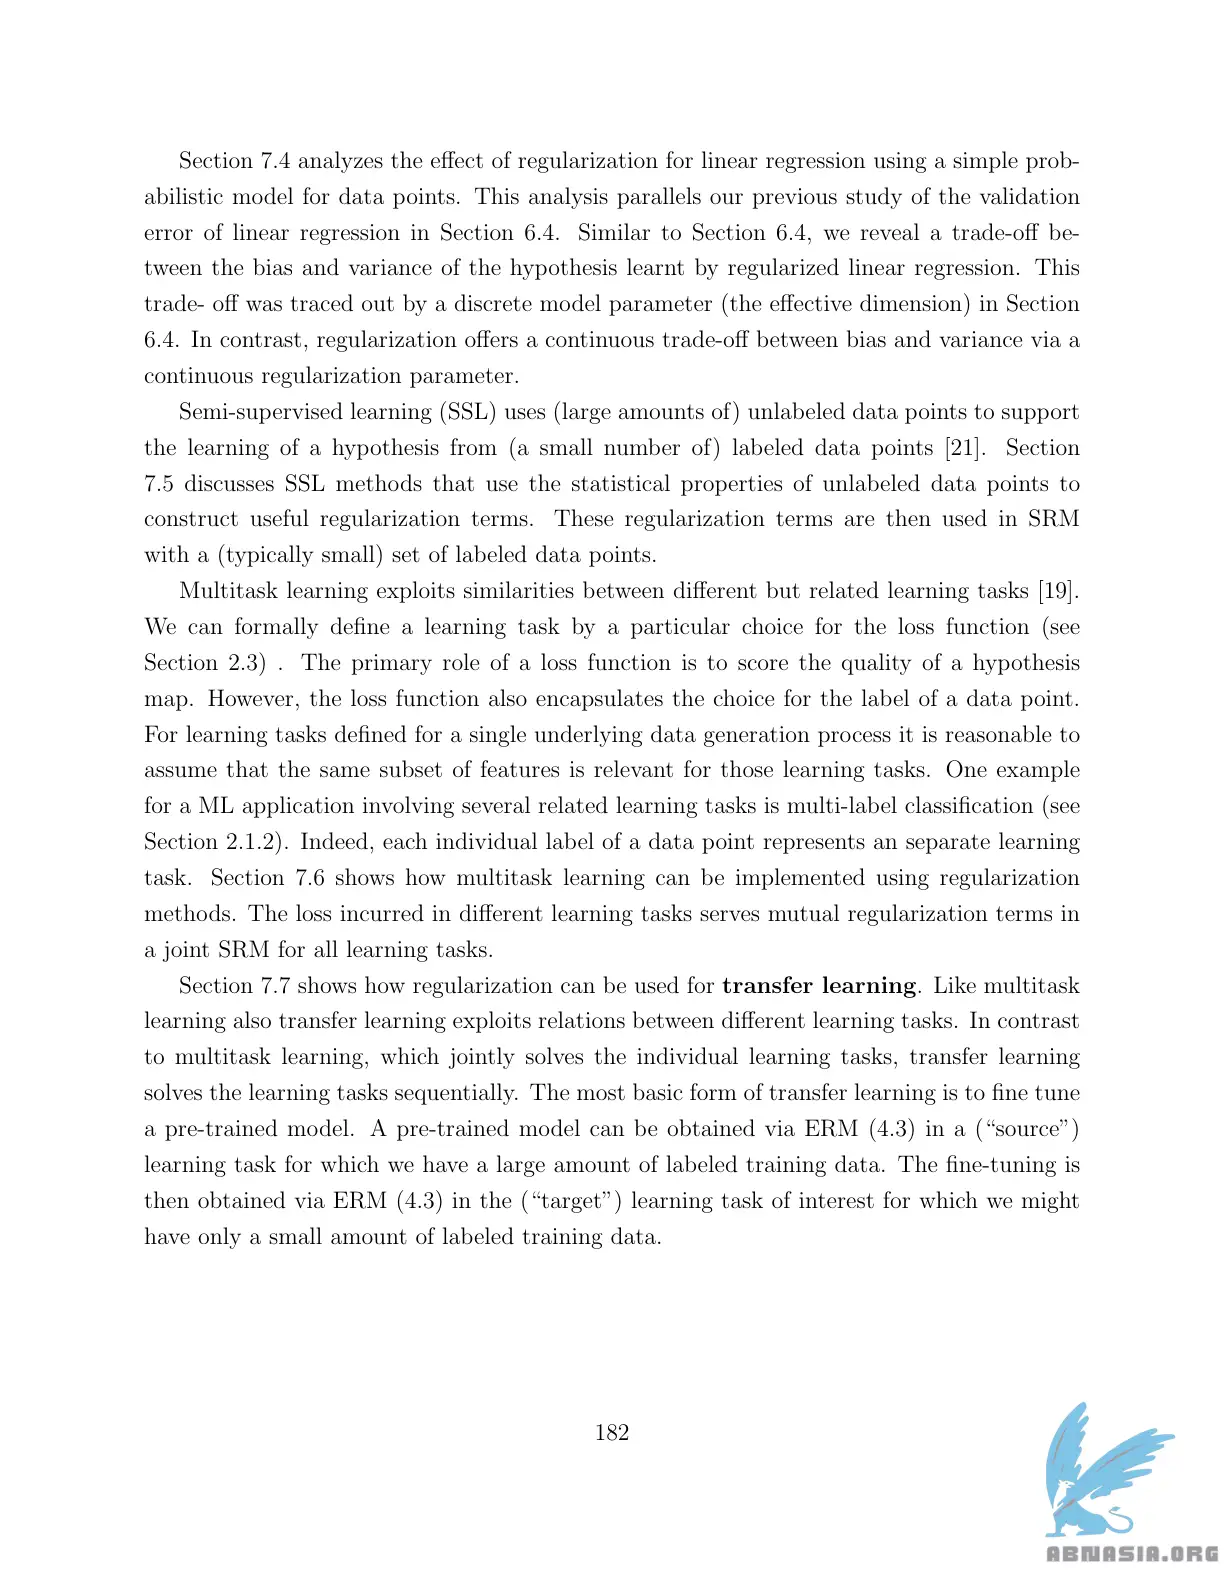 Section 7.4 analyzes the effect of regularization for linear regression using a simple prob-
abilistic model for data points. This analysis parallels our previous study of the validation
error of linear regression in Section 6.4. Similar to Section 6.4, we reveal a trade-off be-
tween the bias and variance of the hypothesis learnt by regularized linear regression. This
trade- off was traced out by a discrete model parameter (the effective dimension) in Section
6.4. In contrast, regularization offers a continuous trade-off between bias and variance via a
continuous regularization parameter.
Semi-supervised learning (SSL) uses (large amounts of) unlabeled data points to support
the learning of a hypothesis from (a small number of) labeled data points [21]. Section
7.5 discusses SSL methods that use the statistical properties of unlabeled data points to
construct useful regularization terms. These regularization terms are then used in SRM
with a (typically small) set of labeled data points.
Multitask learning exploits similarities between different but related learning tasks [19].
We can formally define a learning task by a particular choice for the loss function (see
Section 2.3) . The primary role of a loss function is to score the quality of a hypothesis
map. However, the loss function also encapsulates the choice for the label of a data point.
For learning tasks defined for a single underlying data generation process it is reasonable to
assume that the same subset of features is relevant for those learning tasks. One example
for a ML application involving several related learning tasks is multi-label classification (see
Section 2.1.2). Indeed, each individual label of a data point represents an separate learning
task. Section 7.6 shows how multitask learning can be implemented using regularization
methods. The loss incurred in different learning tasks serves mutual regularization terms in
a joint SRM for all learning tasks.
Section 7.7 shows how regularization can be used for transfer learning. Like multitask
learning also transfer learning exploits relations between different learning tasks. In contrast
to multitask learning, which jointly solves the individual learning tasks, transfer learning
solves the learning tasks sequentially. The most basic form of transfer learning is to fine tune
a pre-trained model. A pre-trained model can be obtained via ERM (4.3) in a (“source”)
learning task for which we have a large amount of labeled training data. The fine-tuning is
then obtained via ERM (4.3) in the (“target”) learning task of interest for which we might
have only a small amount of labeled training data.
182
ABNASIA.ORG